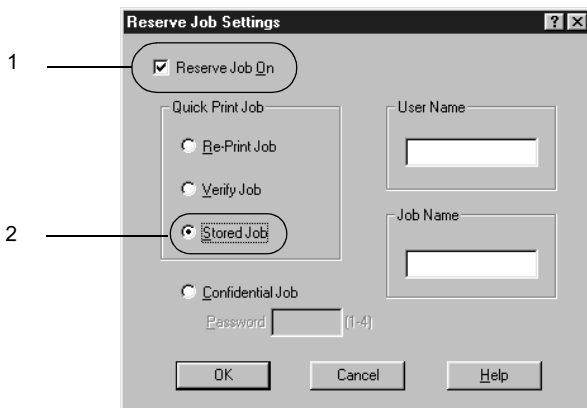 Reserve Job Settings
1
Reserve Job On
Quick Print Job
Re-Print Job
Verify Job
2
Stored Job
Confidential Job
Password (1-4)
User Name
Job Name
OK
Cancel
Help